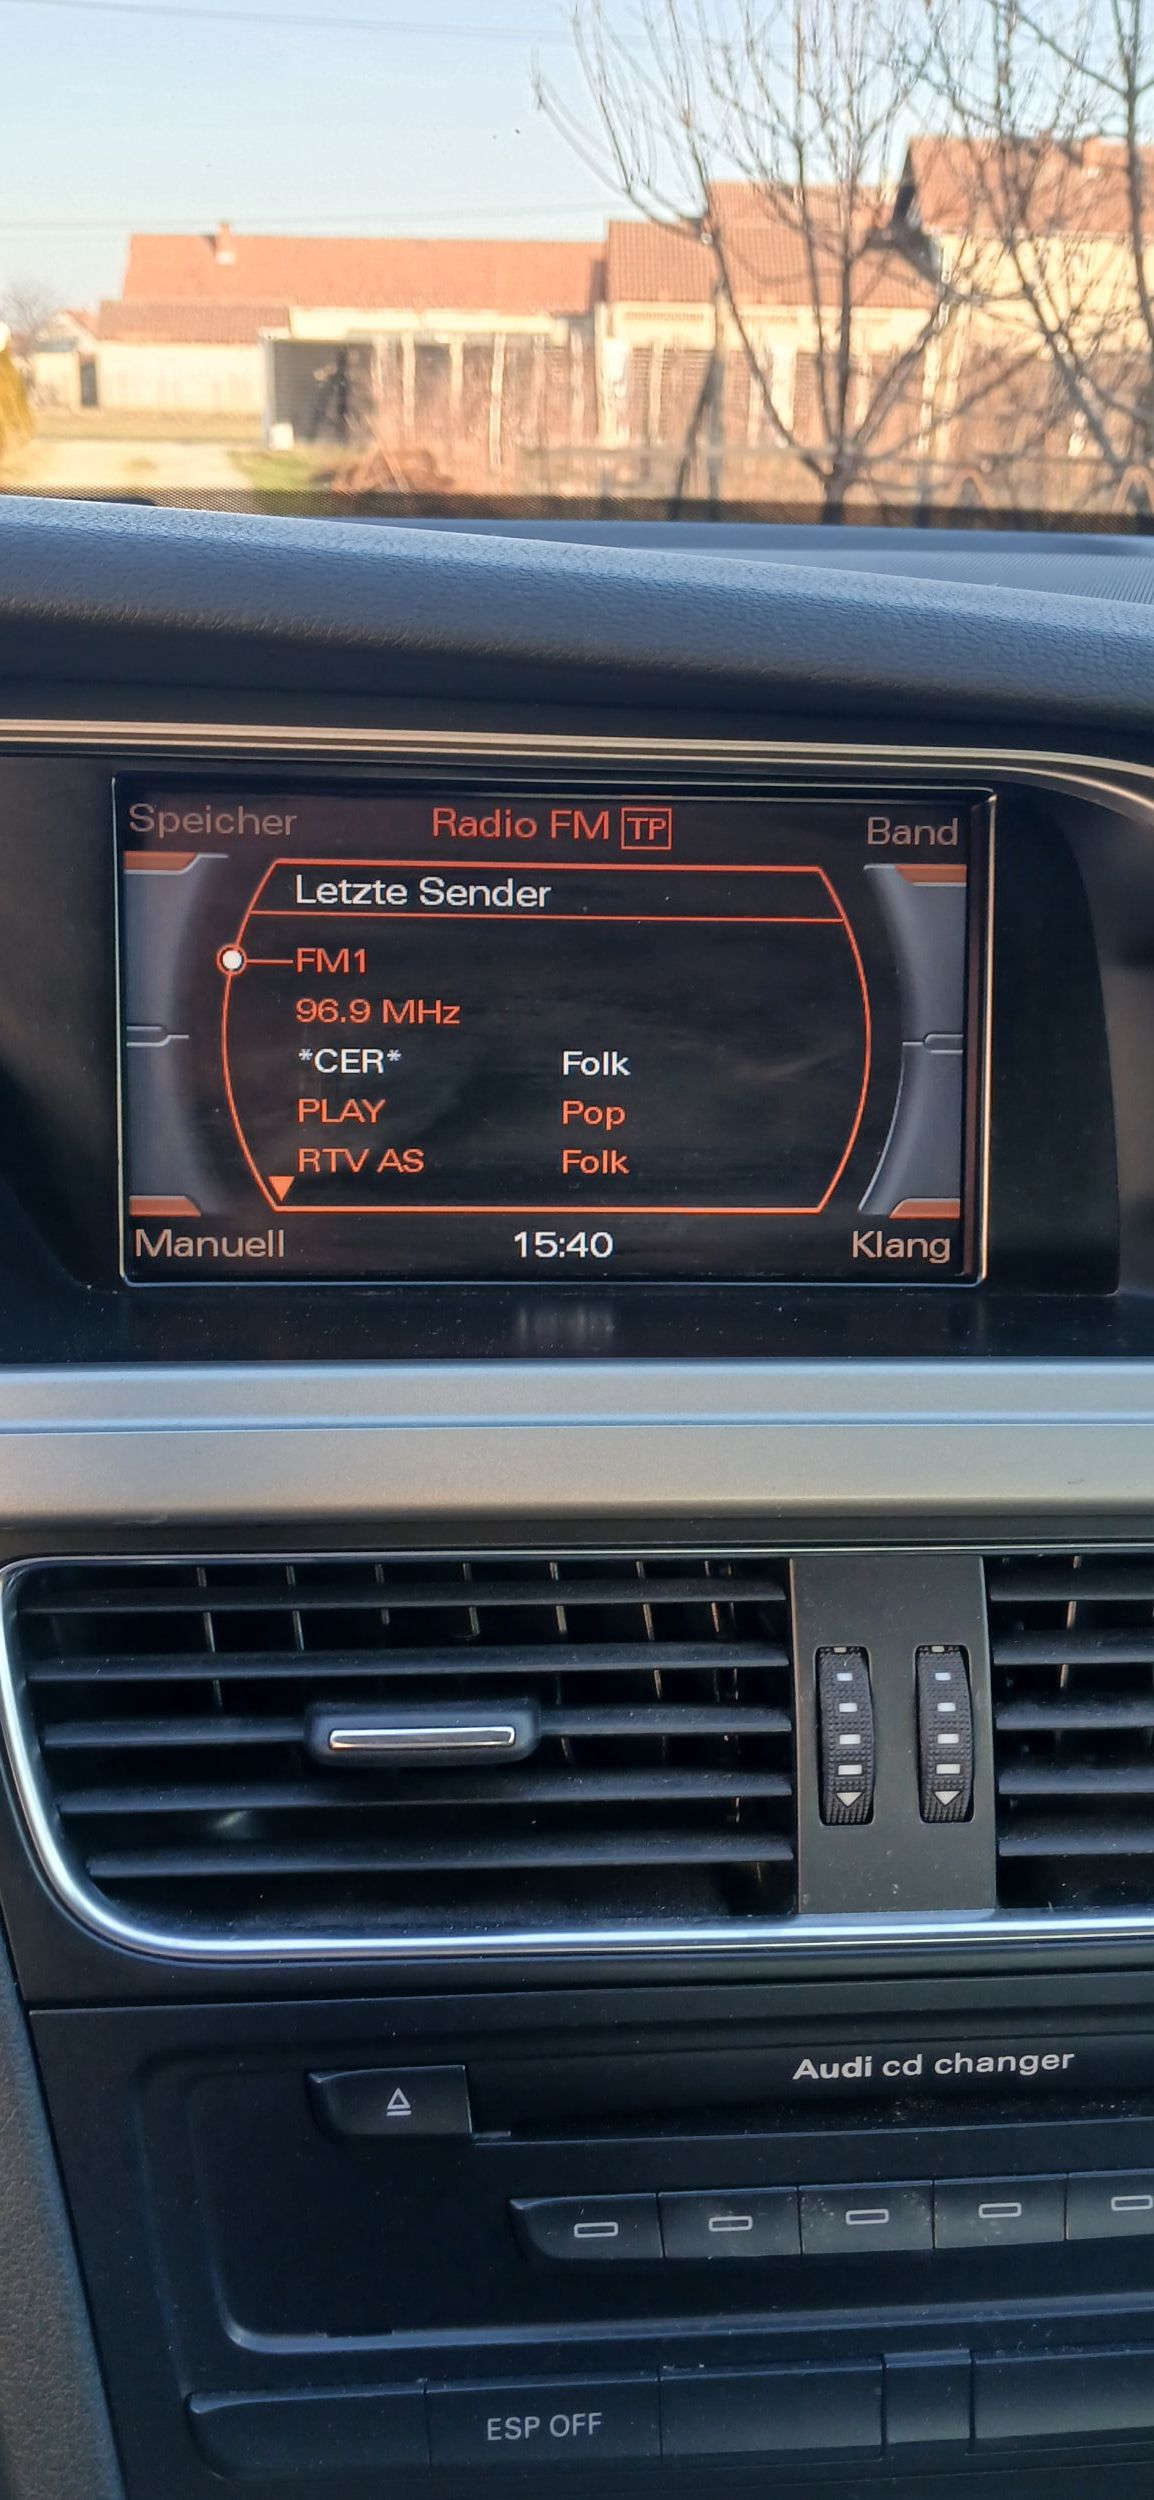 Speicher Radio FM TP Band
Letzte Sender
FM1
96.9 MHz
*CER* Folk
PLAY Pop
RTV AS Folk
Manuell 15:40 Klang
Audi cd changer
ESP OFF